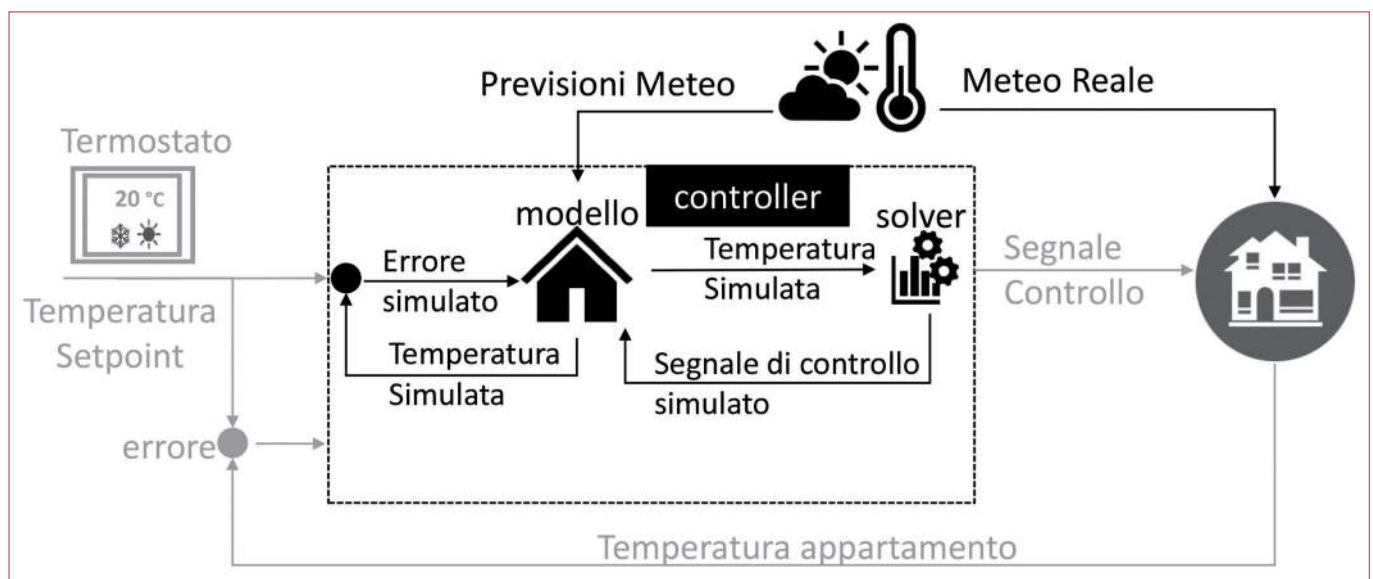 Previsioni Meteo
Meteo Reale
Termostato
20 °C
controller
modello
solver
Errore
simulato
Temperatura
Simulata
Segnale
Controllo
Temperatura
Setpoint
Temperatura
Simulata
Segnale di controllo
simulato
errore
Temperatura appartamento